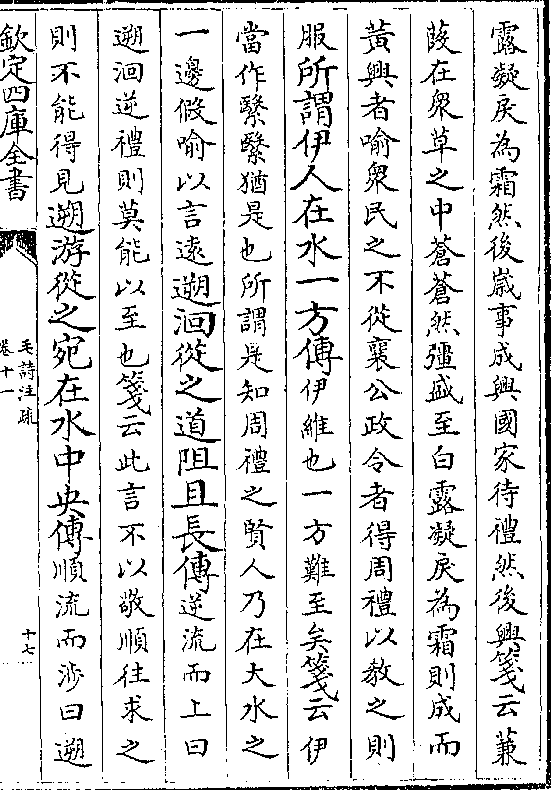 露凝戾為霜然後歳事成興國家待禮然後興箋云蒹
葭在衆草之中蒼蒼然彊盛至白露凝戾為霜則成而
黃興者喻衆民之不從襄公政令者得周禮以教之則
服所謂伊人在水一方傳伊維也一方難至矣箋云伊
當作繄繄猶是也所謂是知周禮之賢人乃在大水之
一邊假喻以言遠遡洄從之道阻且長傳逆流而上曰
遡洄逆禮則莫能以至也箋云此言不以敬順往求之
則不能得見遡游從之宛在水中央傳順流而涉曰遡
欽定四庫全書
毛詩注疏
卷十一
十七